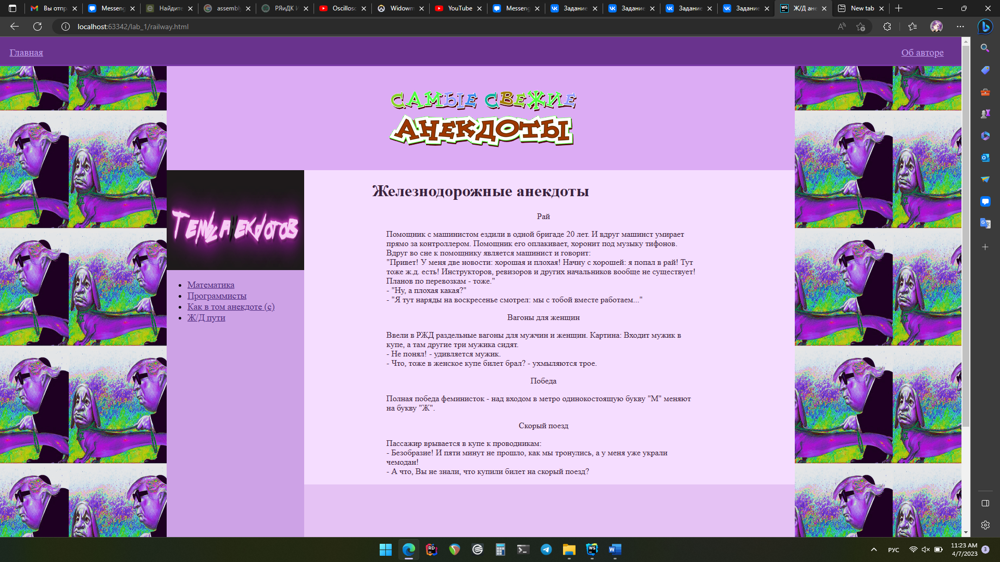 Вы отпр
Messeng
Найдите
assembly
РЯиДК И
Oscillosc
Widowm
YouTube
Messeng
Задание
Задание
Задание
Задание
Ж/Д ане
New tab
localhost:63342/lab_1/railway.html
Главная
Об авторе
САМЫЕ СВЕЖИЕ
АНЕКДОТЫ
Темы анекдотов
Математика
Программисты
Как в том анекдоте (с)
Ж/Д пути
Железнодорожные анекдоты
Рай
Помощник с машинистом ездили в одной бригаде 20 лет. И вдруг машинст умирает
прямо за контроллером. Помощник его оплакивает, хоронит под музыку тифонов.
Вдруг во сне к помощнику является машинист и говорит:
"Привет! У меня две новости: хорошая и плохая! Начну с хорошей: я попал в рай! Тут
тоже ж.д. есть! Инструкторов, ревизоров и других начальников вообще не существует!
Планов по перевозкам - тоже."
- "Ну, а плохая какая?"
- "Я тут наряды на воскресенье смотрел: мы с тобой вместе работаем..."
Вагоны для женщин
Ввели в РЖД раздельные вагоны для мужчин и женщин. Картина: Входит мужик в
купе, а там другие три мужика сидят.
- Не понял! - удивляется мужик.
- Что, тоже в женское купе билет брал? - ухмыляются трое.
Победа
Полная победа феминисток - над входом в метро одинокостоящую букву "М" меняют
на букву "Ж".
Скорый поезд
Пассажир врывается в купе к проводникам:
- Безобразие! И пяти минут не прошло, как мы тронулись, а у меня уже украли
чемодан!
- А что, Вы не знали, что купили билет на скорый поезд?
РУС
11:23 AM
4/7/2023
3